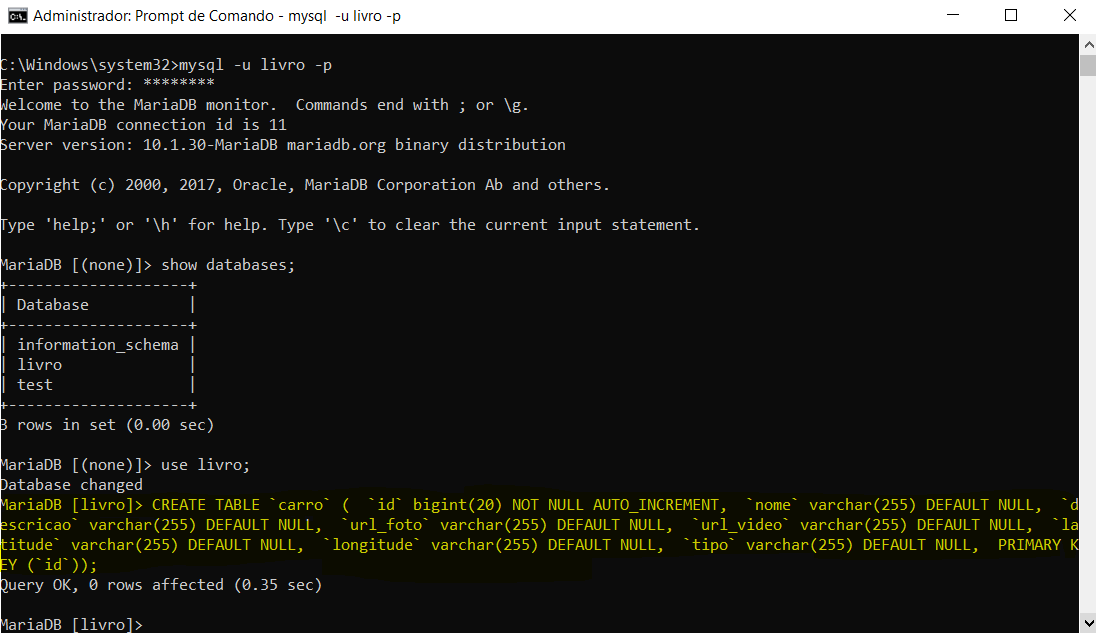 Administrador: Prompt de Comando - mysql  -u livro -p
C:\Windows\system32>mysql -u livro -p
Enter password: ********
Welcome to the MariaDB monitor.  Commands end with ; or \g.
Your MariaDB connection id is 11
Server version: 10.1.30-MariaDB mariadb.org binary distribution
Copyright (c) 2000, 2017, Oracle, MariaDB Corporation Ab and others.
Type 'help;' or '\h' for help. Type '\c' to clear the current input statement.
MariaDB [(none)]> show databases;
+--------------------+
| Database           |
+--------------------+
| information_schema |
| livro              |
| test               |
+--------------------+
3 rows in set (0.00 sec)
MariaDB [(none)]> use livro;
Database changed
MariaDB [livro]> CREATE TABLE `carro` (  `id` bigint(20) NOT NULL AUTO_INCREMENT,  `nome` varchar(255) DEFAULT NULL,  `d
escricao` varchar(255) DEFAULT NULL,  `url_foto` varchar(255) DEFAULT NULL,  `url_video` varchar(255) DEFAULT NULL,  `la
titude` varchar(255) DEFAULT NULL,  `longitude` varchar(255) DEFAULT NULL,  `tipo` varchar(255) DEFAULT NULL,  PRIMARY K
EY (`id`));
Query OK, 0 rows affected (0.35 sec)
MariaDB [livro]>